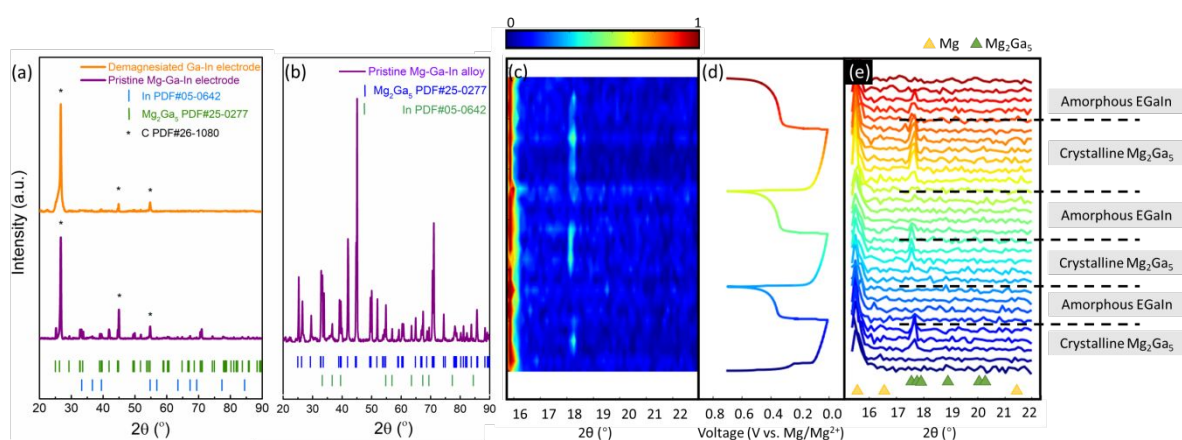 0 1
Mg Mg₂Ga₅
(a)
Demagnesiated Ga-In electrode
Pristine Mg-Ga-In electrode
In PDF#05-0642
Mg₂Ga₅ PDF#25-0277
* C PDF#26-1080
* * *
* * *
Intensity (a.u.)
20 30 40 50 60 70 80 90
2θ (°)
(b)
Pristine Mg-Ga-In alloy
Mg₂Ga₅ PDF#25-0277
In PDF#05-0642
20 30 40 50 60 70 80 90
2θ (°)
(c)
16 17 18 19 20 21 22
2θ (°)
(d)
0.8 0.6 0.4 0.2 0.0
Voltage (V vs. Mg/Mg²⁺)
(e)
16 17 18 19 20 21 22
2θ (°)
Amorphous EGaIn
Crystalline Mg₂Ga₅
Amorphous EGaIn
Crystalline Mg₂Ga₅
Amorphous EGaIn
Crystalline Mg₂Ga₅